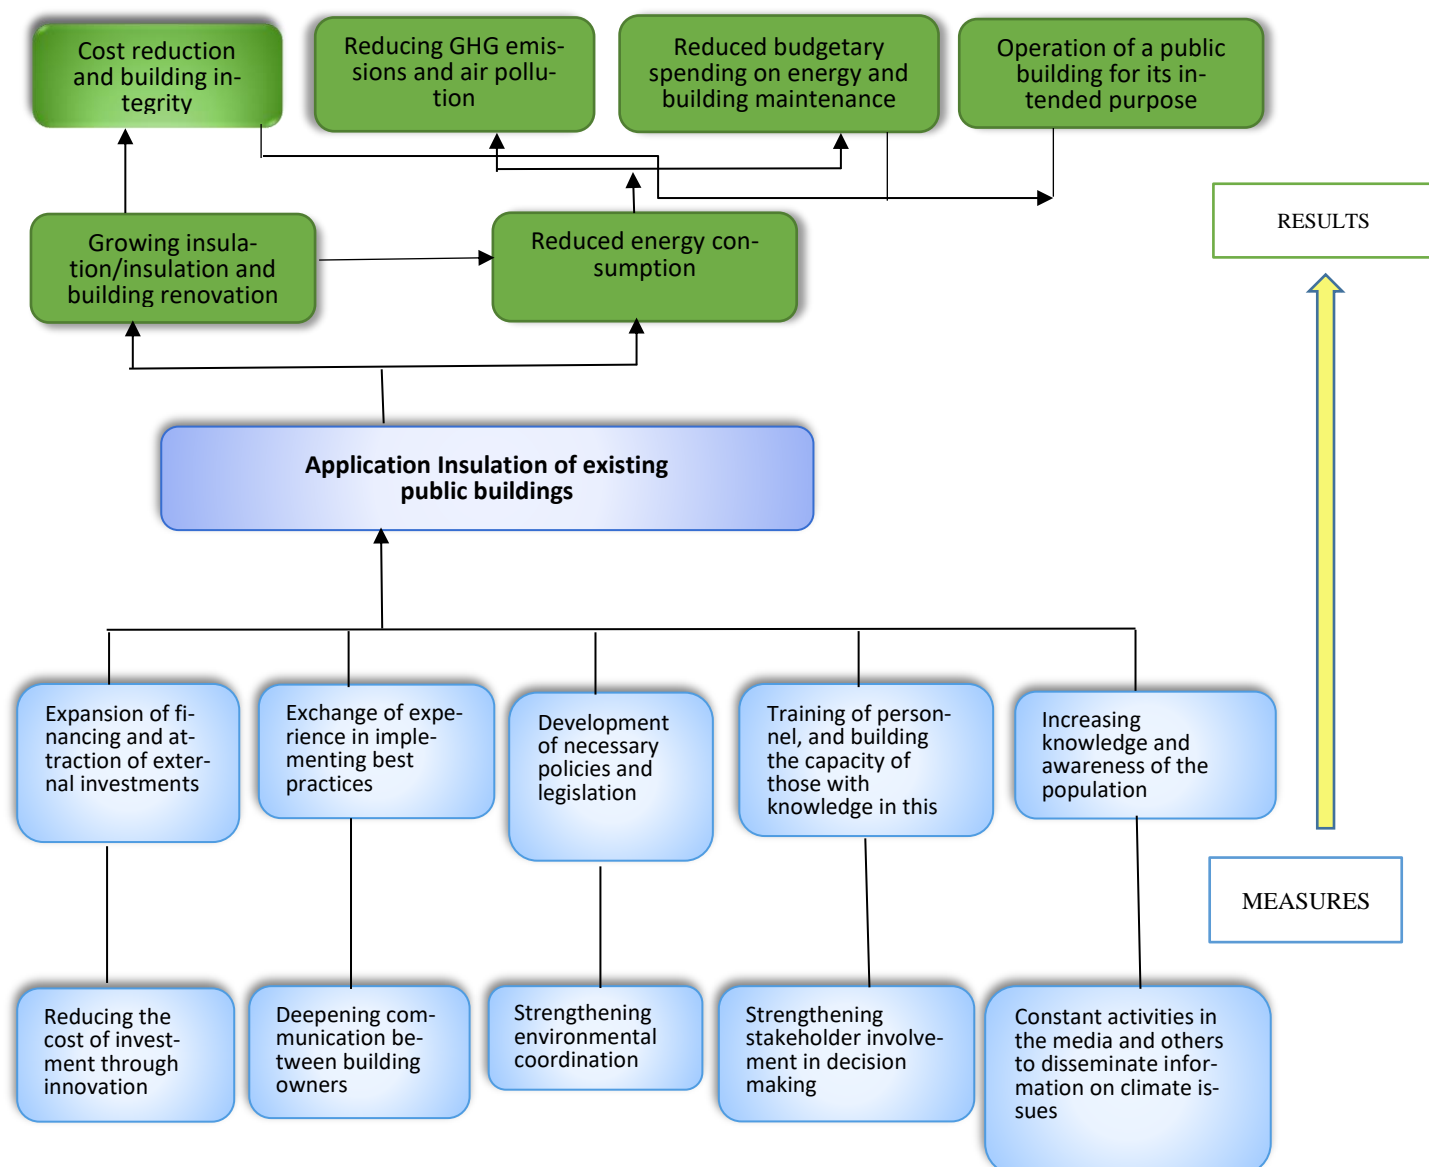 Cost reduction
and building in-
tegrity
Reducing GHG emis-
sions and air pollu-
tion
Reduced budgetary
spending on energy and
building maintenance
Operation of a public
building for its in-
tended purpose
Growing insula-
tion/insulation and
building renovation
Reduced energy con-
sumption
RESULTS
Application Insulation of existing
public buildings
Expansion of fi-
nancing and at-
traction of exter-
nal investments
Exchange of expe-
rience in imple-
menting best
practices
Development
of necessary
policies and
legislation
Training of person-
nel, and building
the capacity of
those with
knowledge in this
Increasing
knowledge and
awareness of the
population
MEASURES
Reducing the
cost of invest-
ment through
innovation
Deepening com-
munication be-
tween building
owners
Strengthening
environmental
coordination
Strengthening
stakeholder involve-
ment in decision
making
Constant activities in
the media and others
to disseminate infor-
mation on climate is-
sues